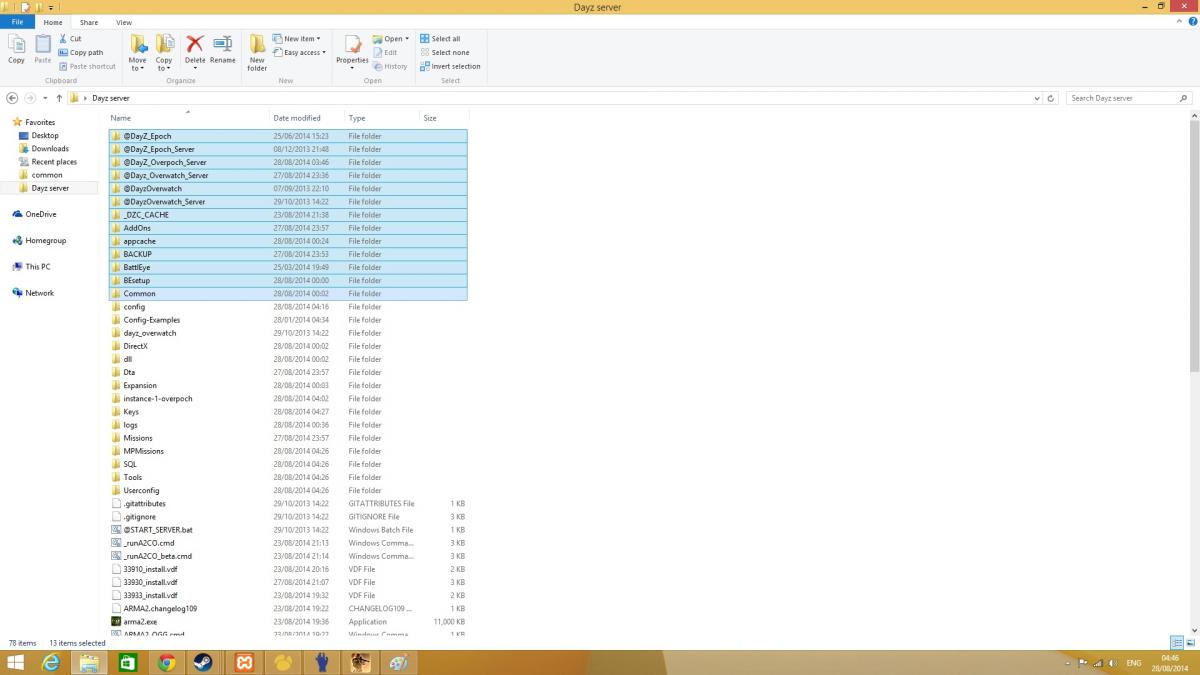 Dayz server
File Home Share View
Copy Paste Cut Copy path Paste shortcut
Clipboard
Move to Copy to Delete Rename
Organize
New folder New item Easy access
New
Properties Open Edit History
Open
Select all Select none Invert selection
Select
Dayz server
Search Dayz server
Favorites
Desktop
Downloads
Recent places
common
Dayz server
OneDrive
Homegroup
This PC
Network
Name Date modified Type Size
@DayZ_Epoch 25/06/2014 15:23 File folder
@DayZ_Epoch_Server 08/12/2013 21:48 File folder
@DayZ_Overpoch_Server 28/08/2014 03:46 File folder
@Dayz_Overwatch_Server 27/08/2014 23:36 File folder
@DayzOverwatch 07/09/2013 22:10 File folder
@DayzOverwatch_Server 29/10/2013 14:22 File folder
_DZC_CACHE 23/08/2014 21:38 File folder
AddOns 27/08/2014 23:57 File folder
appcache 28/08/2014 00:24 File folder
BACKUP 27/08/2014 23:53 File folder
BattlEye 25/03/2014 19:49 File folder
BEsetup 28/08/2014 00:00 File folder
Common 28/08/2014 00:02 File folder
config 28/08/2014 04:16 File folder
Config-Examples 28/01/2014 04:34 File folder
dayz_overwatch 29/10/2013 14:22 File folder
DirectX 28/08/2014 00:02 File folder
dll 28/08/2014 00:02 File folder
Dta 27/08/2014 23:57 File folder
Expansion 28/08/2014 00:03 File folder
instance-1-overpoch 28/08/2014 04:02 File folder
Keys 28/08/2014 04:27 File folder
logs 28/08/2014 00:36 File folder
Missions 27/08/2014 23:57 File folder
MPMissions 28/08/2014 04:26 File folder
SQL 28/08/2014 04:26 File folder
Tools 28/08/2014 04:26 File folder
Userconfig 28/08/2014 04:26 File folder
.gitattributes 29/10/2013 14:22 GITATTRIBUTES File 1 KB
.gitignore 29/10/2013 14:22 GITIGNORE File 3 KB
@START_SERVER.bat 29/10/2013 14:22 Windows Batch File 1 KB
_runA2CO.cmd 23/08/2014 21:13 Windows Comma... 3 KB
_runA2CO_beta.cmd 23/08/2014 21:14 Windows Comma... 3 KB
33910_install.vdf 23/08/2014 20:16 VDF File 2 KB
33930_install.vdf 27/08/2014 21:07 VDF File 3 KB
33933_install.vdf 23/08/2014 19:32 VDF File 2 KB
ARMA2.changelog109 23/08/2014 19:22 CHANGELOG109 ... 3 KB
arma2.exe 23/08/2014 19:36 Application 11,000 KB
ARMA2_OGG.cmd 23/08/2014 19:22 Windows Comma... 1 KB
78 items 13 items selected
ENG 04:46
28/08/2014